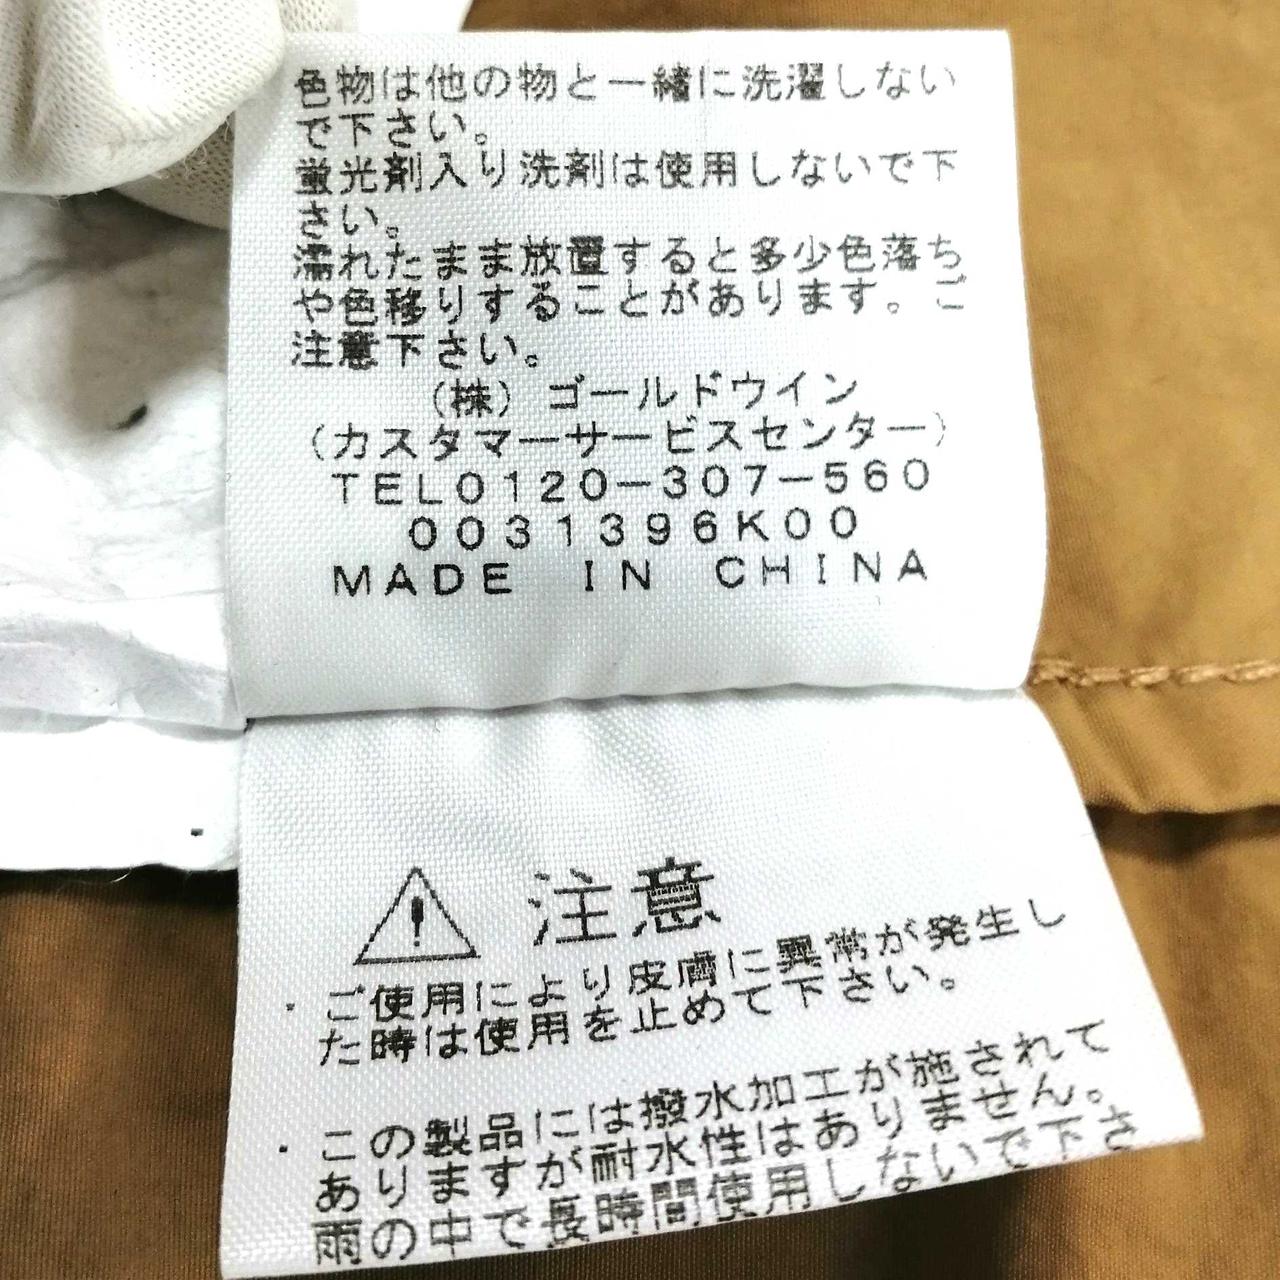 色物は他の物と一緒に洗濯しない
で下さい。
蛍光剤入り洗剤は使用しないで下
さい。
濡れたまま放置すると多少色落ち
や色移りすることがあります。ご
注意下さい。
(株)ゴールドウイン
(カスタマーサービスセンター)
TEL0120-307-560
0031396K00
MADE IN CHINA
注意
・ご使用により皮膚に異常が発生し
た時は使用を止めて下さい。
・この製品には撥水加工が施されて
ありますが耐水性はありません。
雨の中で長時間使用しないで下さ